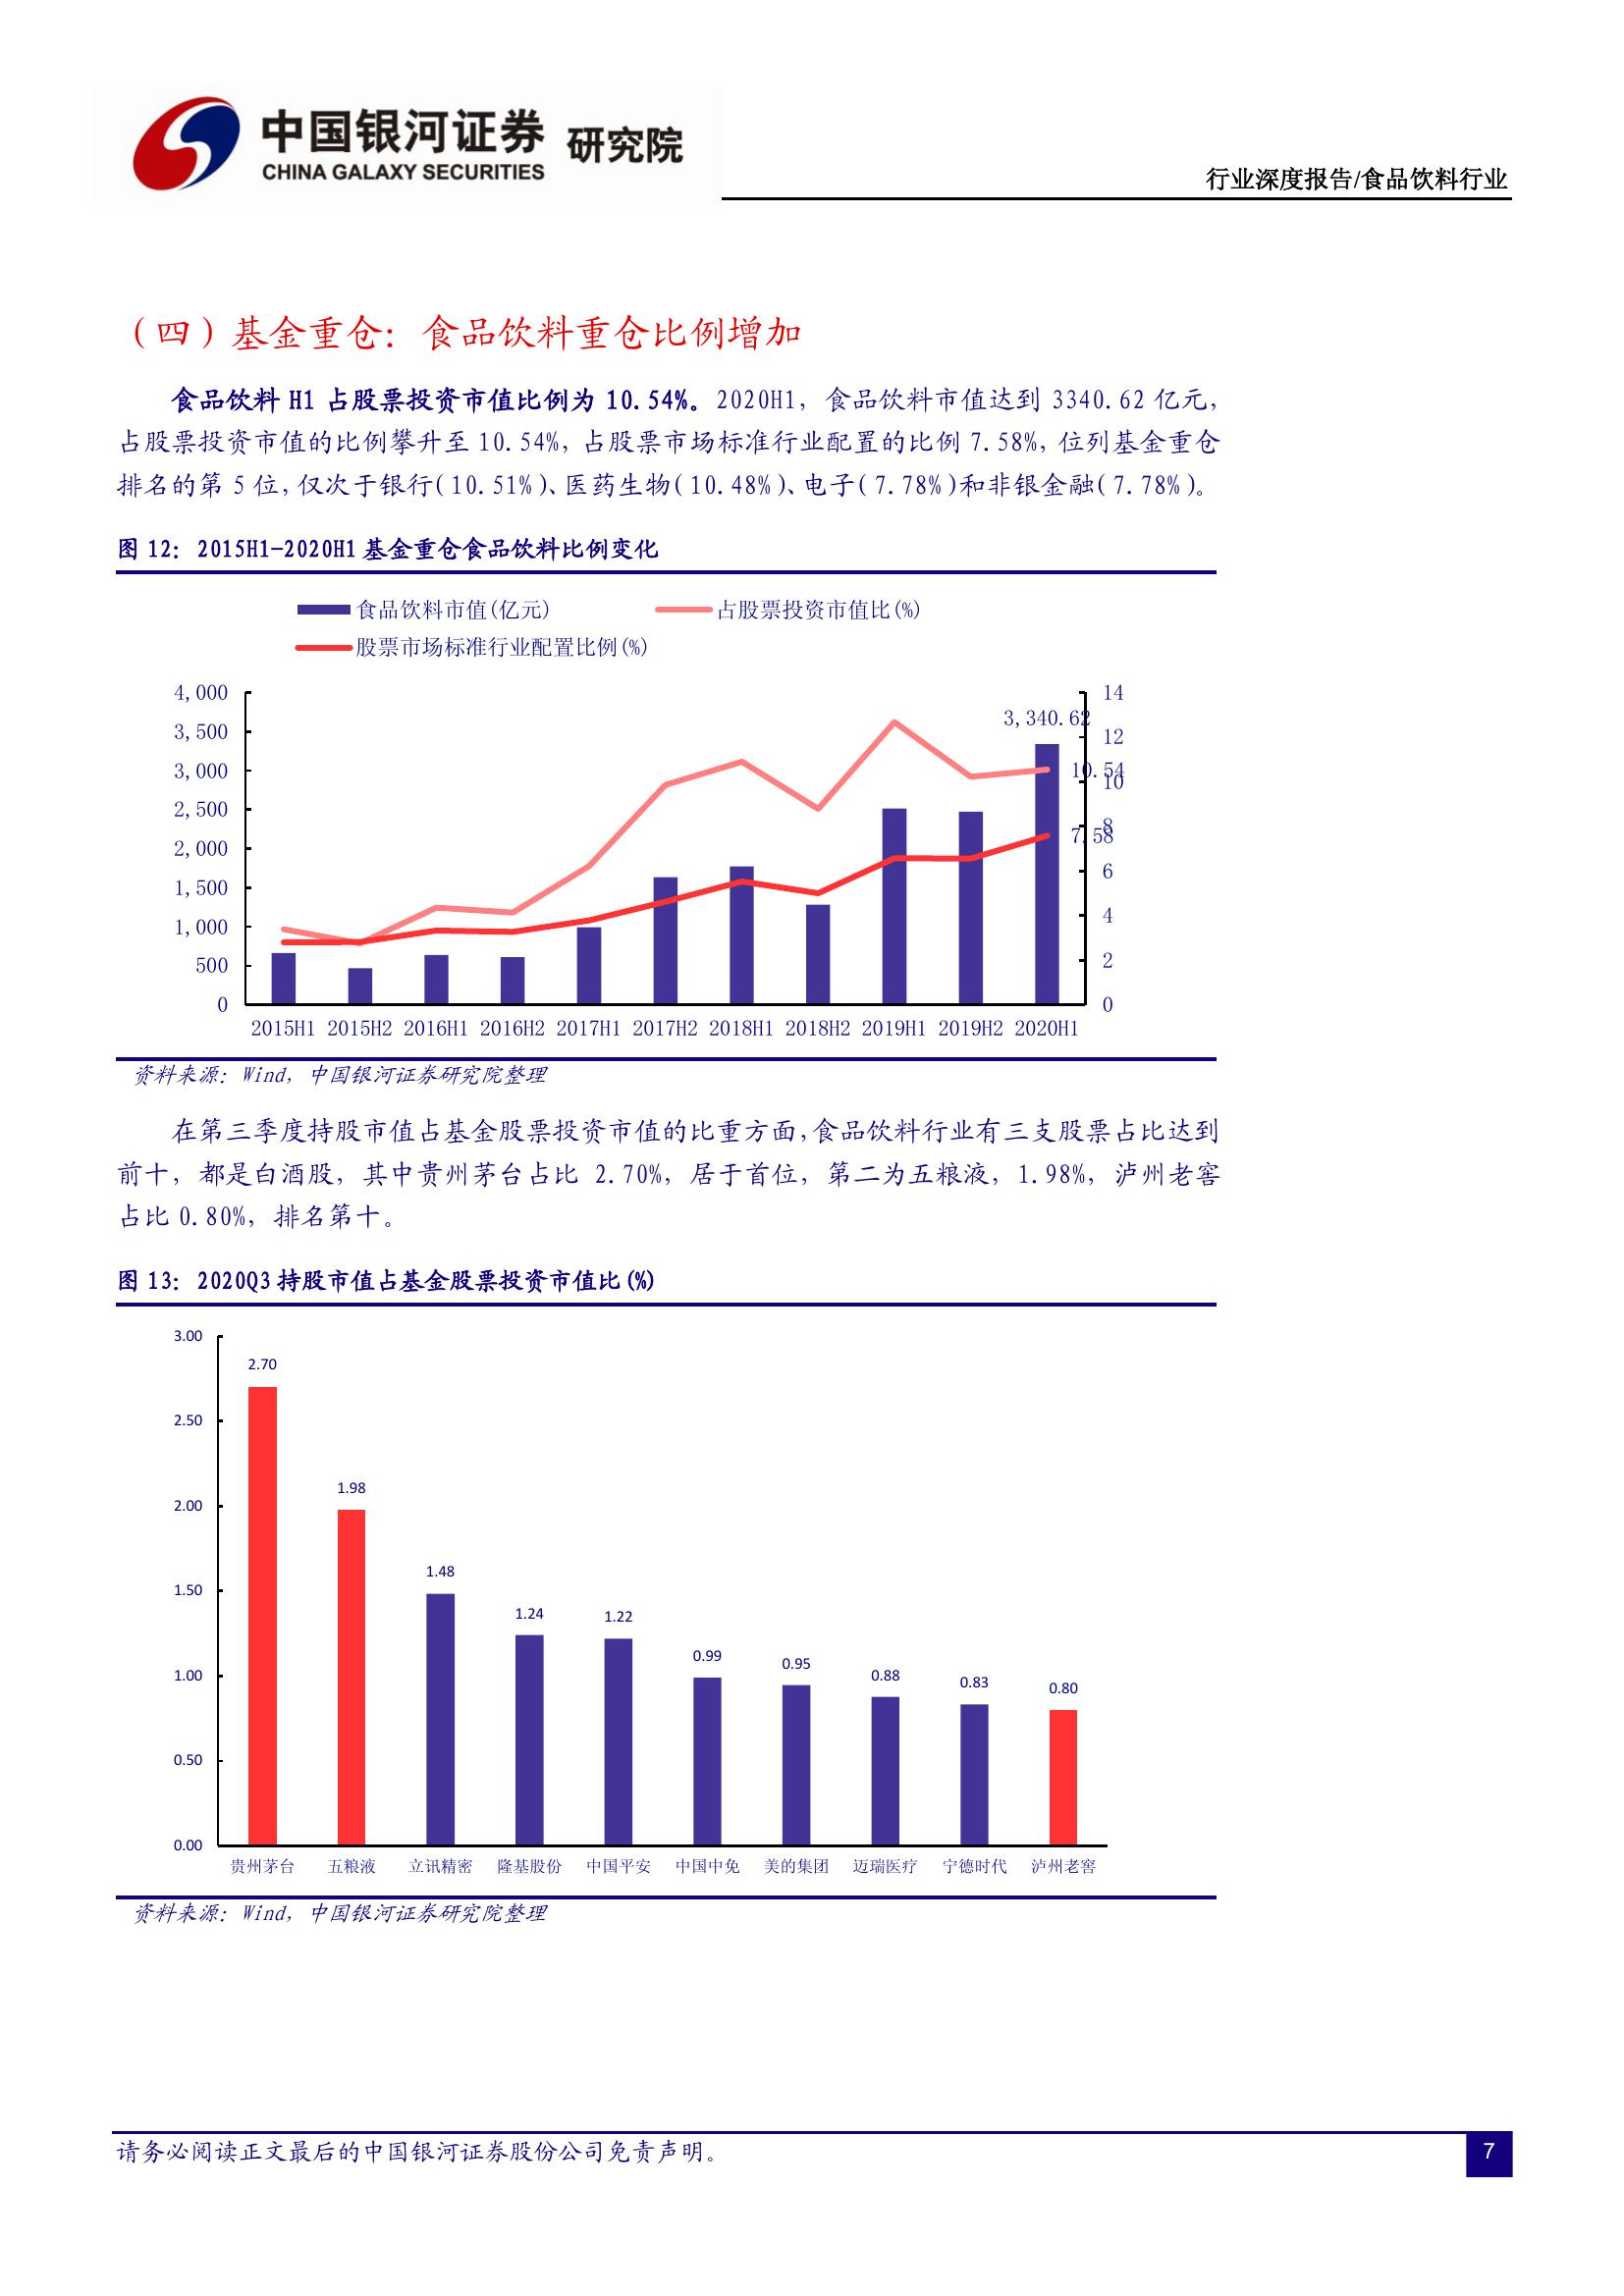 中国银河证券 研究院
CHINA GALAXY SECURITIES
行业深度报告/食品饮料行业
（四）基金重仓：食品饮料重仓比例增加
食品饮料 H1 占股票投资市值比例为 10.54%。2020H1，食品饮料市值达到 3340.62 亿元，
占股票投资市值的比例攀升至 10.54%，占股票市场标准行业配置的比例 7.58%，位列基金重仓
排名的第 5 位，仅次于银行(10.51%)、医药生物(10.48%)、电子(7.78%)和非银金融(7.78%)。
图 12：2015H1-2020H1 基金重仓食品饮料比例变化
食品饮料市值(亿元) 占股票投资市值比(%)
股票市场标准行业配置比例(%)
4,000 14
3,340.62
3,500
12
3,000 10.54
10
2,500
8
2,000 7.58
1,500 6
1,000 4
500 2
0 0
2015H1 2015H2 2016H1 2016H2 2017H1 2017H2 2018H1 2018H2 2019H1 2019H2 2020H1
资料来源：Wind，中国银河证券研究院整理
在第三季度持股市值占基金股票投资市值的比重方面，食品饮料行业有三支股票占比达到
前十，都是白酒股，其中贵州茅台占比 2.70%，居于首位，第二为五粮液，1.98%，泸州老窖
占比 0.80%，排名第十。
图 13：2020Q3 持股市值占基金股票投资市值比(%)
3.00
2.70
2.50
1.98
2.00
1.48
1.50
1.24 1.22
0.99 0.95 0.88 0.83 0.80
1.00
0.50
0.00
贵州茅台 五粮液 立讯精密 隆基股份 中国平安 中国中免 美的集团 迈瑞医疗 宁德时代 泸州老窖
资料来源：Wind，中国银河证券研究院整理
请务必阅读正文最后的中国银河证券股份公司免责声明。
7